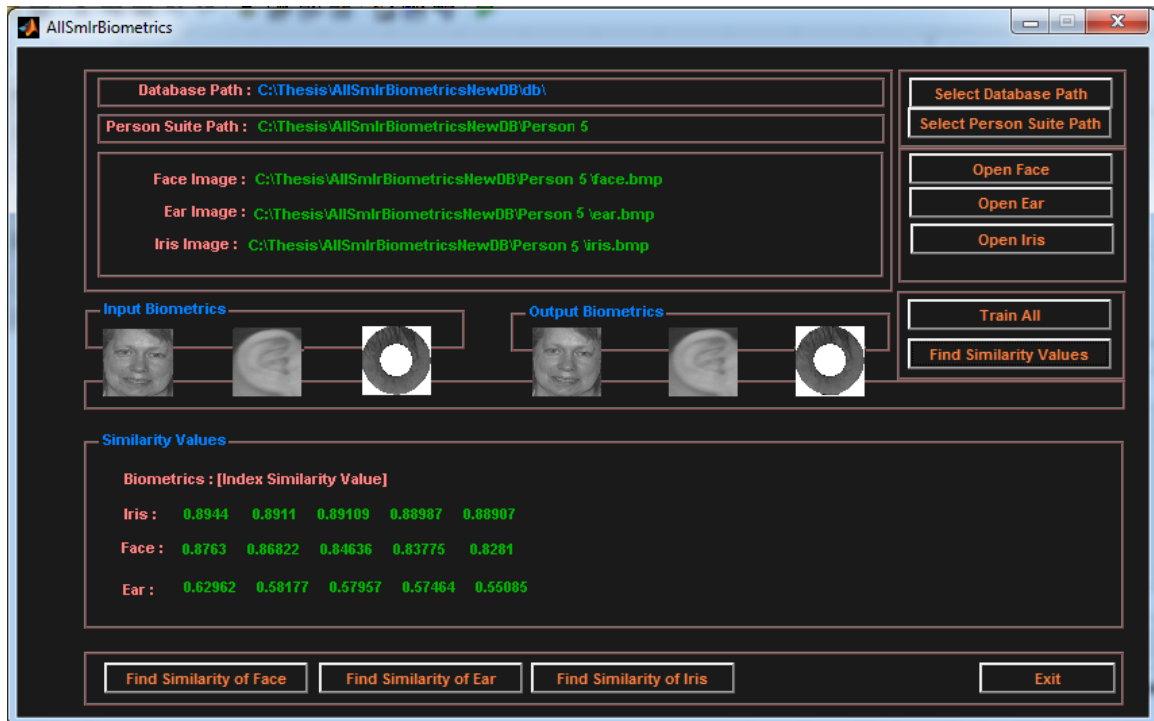 AllSmlrBiometrics
Database Path : C:\Thesis\AllSmlrBiometricsNewDB\db\
Select Database Path
Person Suite Path : C:\Thesis\AllSmlrBiometricsNewDB\Person 5
Select Person Suite Path
Face Image : C:\Thesis\AllSmlrBiometricsNewDB\Person 5 \face.bmp
Open Face
Ear Image : C:\Thesis\AllSmlrBiometricsNewDB\Person 5 \ear.bmp
Open Ear
Iris Image : C:\Thesis\AllSmlrBiometricsNewDB\Person 5 \iris.bmp
Open Iris
Input Biometrics
Output Biometrics
Train All
Find Similarity Values
Similarity Values
Biometrics : [Index Similarity Value]
Iris : 0.8944 0.8911 0.89109 0.88987 0.88907
Face : 0.8763 0.86822 0.84636 0.83775 0.8281
Ear : 0.62962 0.58177 0.57957 0.57464 0.55085
Find Similarity of Face
Find Similarity of Ear
Find Similarity of Iris
Exit